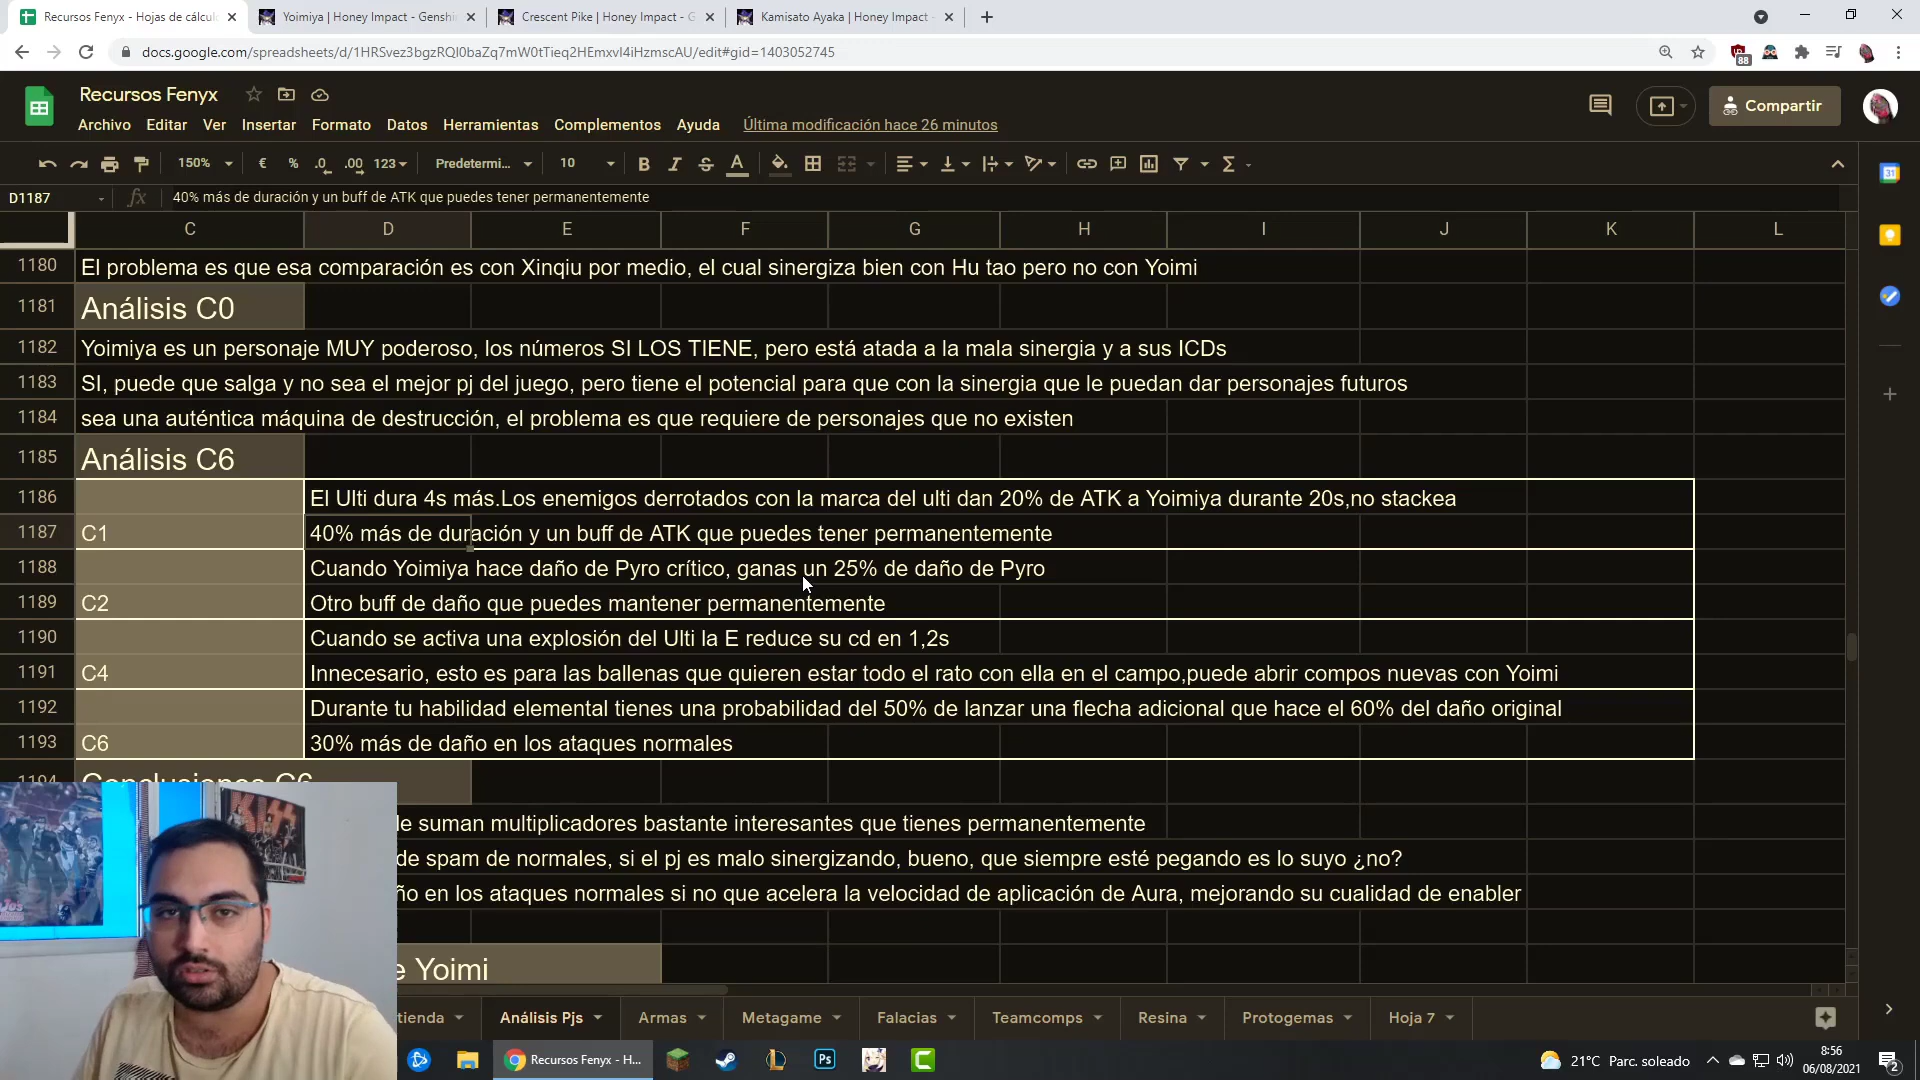 Recursos Fenyx - Hojas de cálcul
Yoimiya | Honey Impact - Genshi
Crescent Pike | Honey Impact - G
Kamisato Ayaka | Honey Impact -
docs.google.com/spreadsheets/d/1HRSvez3bgzRQI0baZq7mW0tTieq2HEmxvl4iHzmscAU/edit#gid=1403052745
88
Recursos Fenyx
Compartir
Archivo Editar Ver Insertar Formato Datos Herramientas Complementos Ayuda Última modificación hace 26 minutos
150% € % .0 .00 123 Predetermi... 10 B I S A Σ
31
D1187 fx 40% más de duración y un buff de ATK que puedes tener permanentemente
C D E F G H I J K L
1180 El problema es que esa comparación es con Xinqiu por medio, el cual sinergiza bien con Hu tao pero no con Yoimi
1181 Análisis C0
1182 Yoimiya es un personaje MUY poderoso, los números SI LOS TIENE, pero está atada a la mala sinergia y a sus ICDs
1183 SI, puede que salga y no sea el mejor pj del juego, pero tiene el potencial para que con la sinergia que le puedan dar personajes futuros
1184 sea una auténtica máquina de destrucción, el problema es que requiere de personajes que no existen
1185 Análisis C6
1186 El Ulti dura 4s más.Los enemigos derrotados con la marca del ulti dan 20% de ATK a Yoimiya durante 20s,no stackea
1187 C1 40% más de duración y un buff de ATK que puedes tener permanentemente
1188 Cuando Yoimiya hace daño de Pyro crítico, ganas un 25% de daño de Pyro
1189 C2 Otro buff de daño que puedes mantener permanentemente
1190 Cuando se activa una explosión del Ulti la E reduce su cd en 1,2s
1191 C4 Innecesario, esto es para las ballenas que quieren estar todo el rato con ella en el campo,puede abrir compos nuevas con Yoimi
1192 Durante tu habilidad elemental tienes una probabilidad del 50% de lanzar una flecha adicional que hace el 60% del daño original
1193 C6 30% más de daño en los ataques normales
1194 Conclusiones C6
le suman multiplicadores bastante interesantes que tienes permanentemente
de spam de normales, si el pj es malo sinergizando, bueno, que siempre esté pegando es lo suyo ¿no?
ño en los ataques normales si no que acelera la velocidad de aplicación de Aura, mejorando su cualidad de enabler
e Yoimi
tienda Análisis Pjs Armas Metagame Falacias Teamcomps Resina Protogemas Hoja 7
Recursos Fenyx - H...
Ps
21°C Parc. soleado
8:56
06/08/2021
2